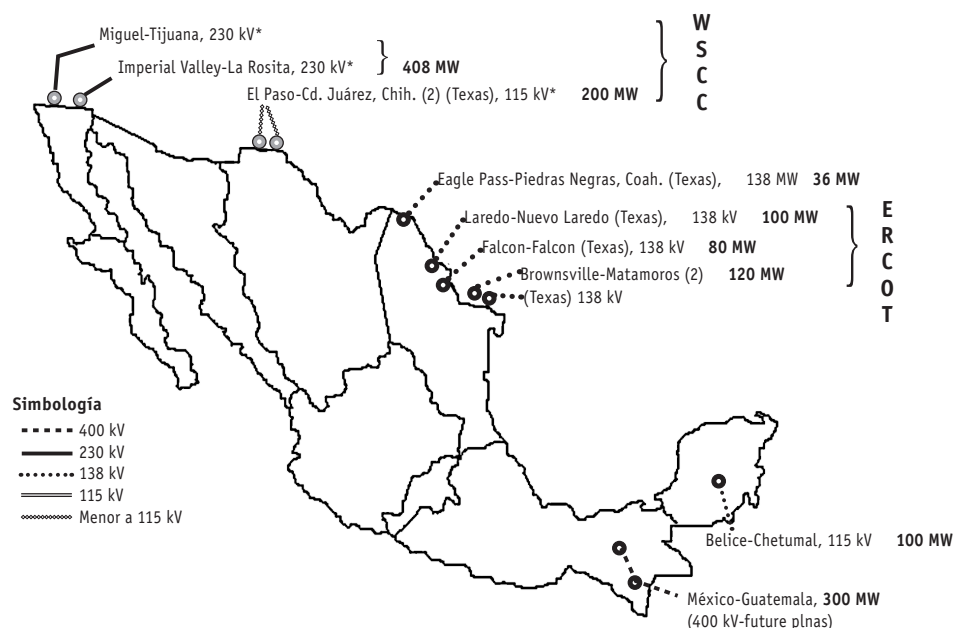 Miguel-Tijuana, 230 kV*
Imperial Valley-La Rosita, 230 kV*
408 MW
El Paso-Cd. Juárez, Chih. (2) (Texas), 115 kV* 200 MW
W
S
C
C
Eagle Pass-Piedras Negras, Coah. (Texas), 138 MW 36 MW
Laredo-Nuevo Laredo (Texas), 138 kV 100 MW
Falcon-Falcon (Texas), 138 kV 80 MW
Brownsville-Matamoros (2) 120 MW
(Texas) 138 kV
E
R
C
O
T
Simbología
400 kV
230 kV
138 kV
115 kV
Menor a 115 kV
Belice-Chetumal, 115 kV 100 MW
México-Guatemala, 300 MW
(400 kV-future plnas)